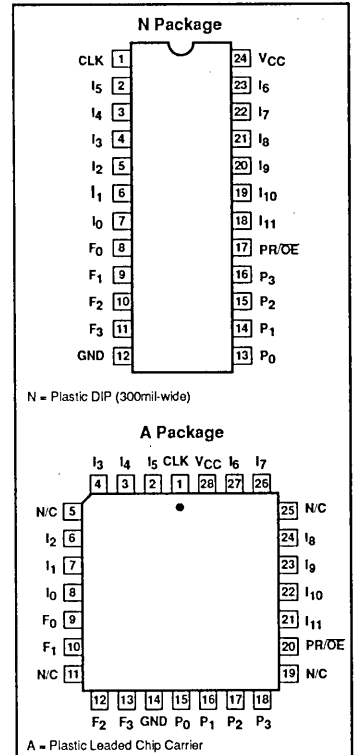 N Package
CLK 1 24 VCC
I5 2 23 I6
I4 3 22 I7
I3 4 21 I8
I2 5 20 I9
I1 6 19 I10
I0 7 18 I11
F0 8 17 PR/OE
F1 9 16 P3
F2 10 15 P2
F3 11 14 P1
GND 12 13 P0
N = Plastic DIP (300mil-wide)
A Package
I3 I4 I5 CLK VCC I6 I7
4 3 2 1 28 27 26
N/C 5 25 N/C
I2 6 24 I8
I1 7 23 I9
I0 8 22 I10
F0 9 21 I11
F1 10 20 PR/OE
N/C 11 19 N/C
12 13 14 15 16 17 18
F2 F3 GND P0 P1 P2 P3
A = Plastic Leaded Chip Carrier